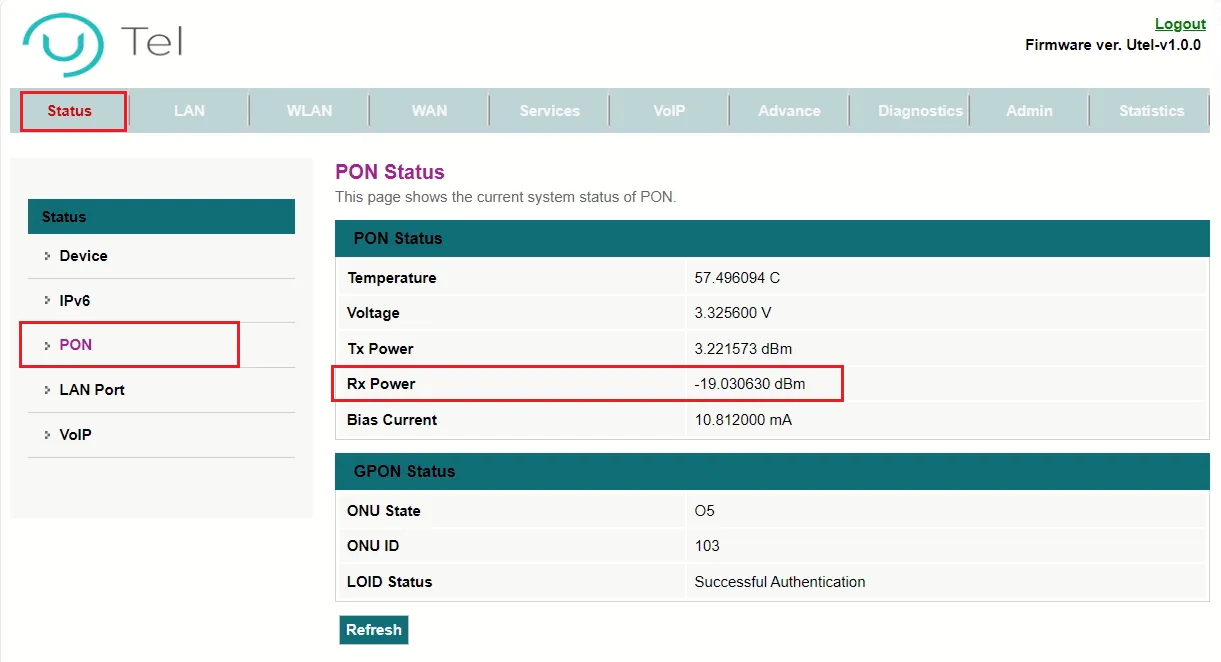 U Tel
Logout
Firmware ver. Utel-v1.0.0
Status LAN WLAN WAN Services VoIP Advance Diagnostics Admin Statistics
Status
Device
IPv6
PON
LAN Port
VoIP
PON Status
This page shows the current system status of PON.
PON Status
Temperature 57.496094 C
Voltage 3.325600 V
Tx Power 3.221573 dBm
Rx Power -19.030630 dBm
Bias Current 10.812000 mA
GPON Status
ONU State O5
ONU ID 103
LOID Status Successful Authentication
Refresh